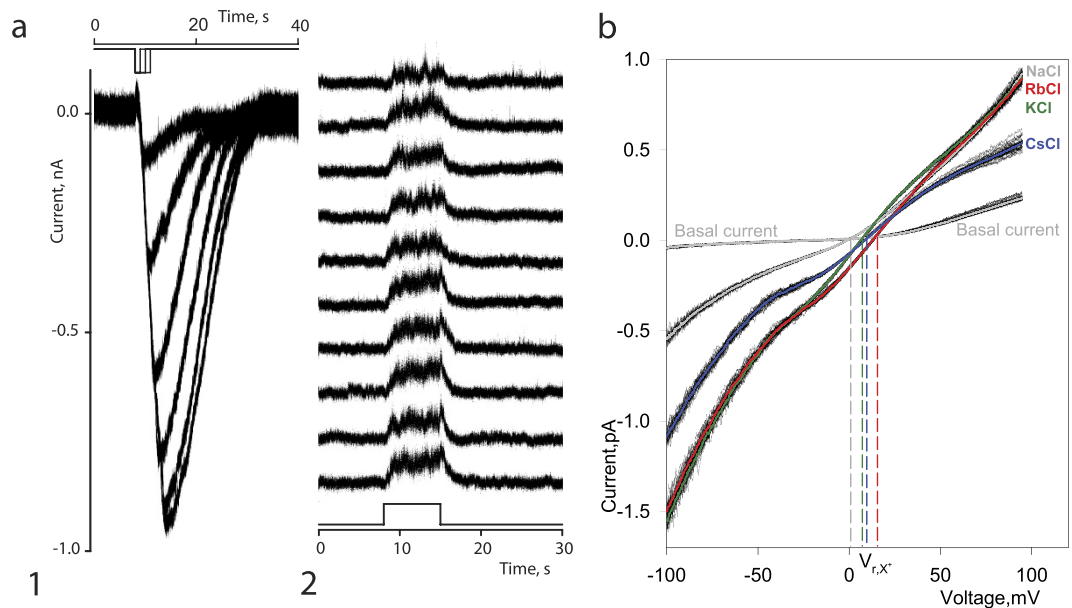 a
Time, s
0 20 40
0.0
-0.5
-1.0
Current, nA
1
0 10 20 30
Time, s
2
b
1.0
0.5
0.0
-0.5
-1.0
-1.5
Current,pA
NaCl
RbCl
KCl
CsCl
Basal current
Basal current
Vr,X+
-100 -50 0 50 100
Voltage,mV